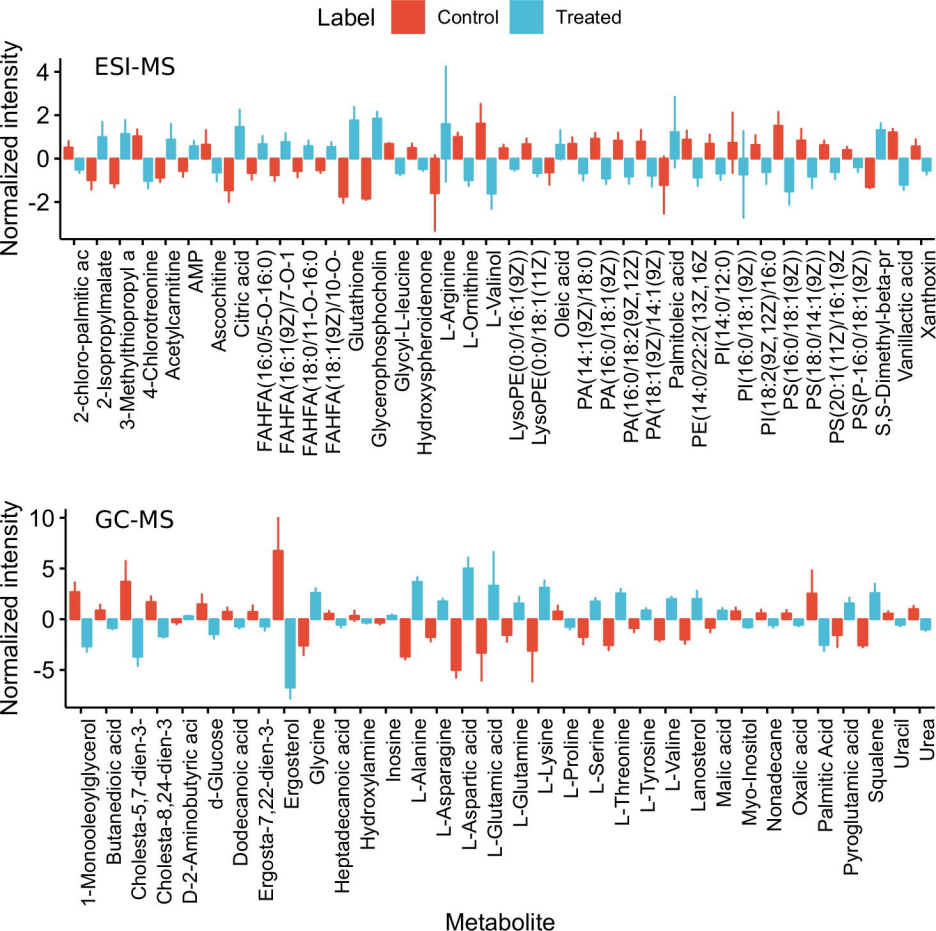 Label Control Treated
Normalized intensity
ESI-MS
4
2
0
-2
2-chloro-palmitic ac
2-Isopropylmalate
3-Methylthiopropyl a
4-Chlorotreonine
Acetylcarnitine
AMP
Ascochitine
Citric acid
FAHFA(16:0/5-O-16:0)
FAHFA(16:1(9Z)/7-O-1
FAHFA(18:0/11-O-16:0
FAHFA(18:1(9Z)/10-O-
Glutathione
Glycerophosphocholin
Glycyl-L-leucine
Hydroxyspheroidenone
L-Arginine
L-Ornithine
L-Valinol
LysoPE(0:0/16:1(9Z))
LysoPE(0:0/18:1(11Z)
Oleic acid
PA(14:1(9Z)/18:0)
PA(16:0/18:1(9Z))
PA(16:0/18:2(9Z,12Z)
PA(18:1(9Z)/14:1(9Z)
Palmitoleic acid
PE(14:0/22:2(13Z,16Z
PI(14:0/12:0)
PI(16:0/18:1(9Z))
PI(18:2(9Z,12Z)/16:0
PS(16:0/18:1(9Z))
PS(18:0/14:1(9Z))
PS(20:1(11Z)/16:1(9Z
PS(P-16:0/18:1(9Z))
S,S-Dimethyl-beta-pr
Vanillactic acid
Xanthoxin
Normalized intensity
GC-MS
10
5
0
-5
1-Monooleoylglycerol
Butanedioic acid
Cholesta-5,7-dien-3-
Cholesta-8,24-dien-3
D-2-Aminobutyric aci
d-Glucose
Dodecanoic acid
Ergosta-7,22-dien-3-
Ergosterol
Glycine
Heptadecanoic acid
Hydroxylamine
Inosine
L-Alanine
L-Asparagine
L-Aspartic acid
L-Glutamic acid
L-Glutamine
L-Lysine
L-Proline
L-Serine
L-Threonine
L-Tyrosine
L-Valine
Lanosterol
Malic acid
Myo-Inositol
Nonadecane
Oxalic acid
Palmitic Acid
Pyroglutamic acid
Squalene
Uracil
Urea
Metabolite